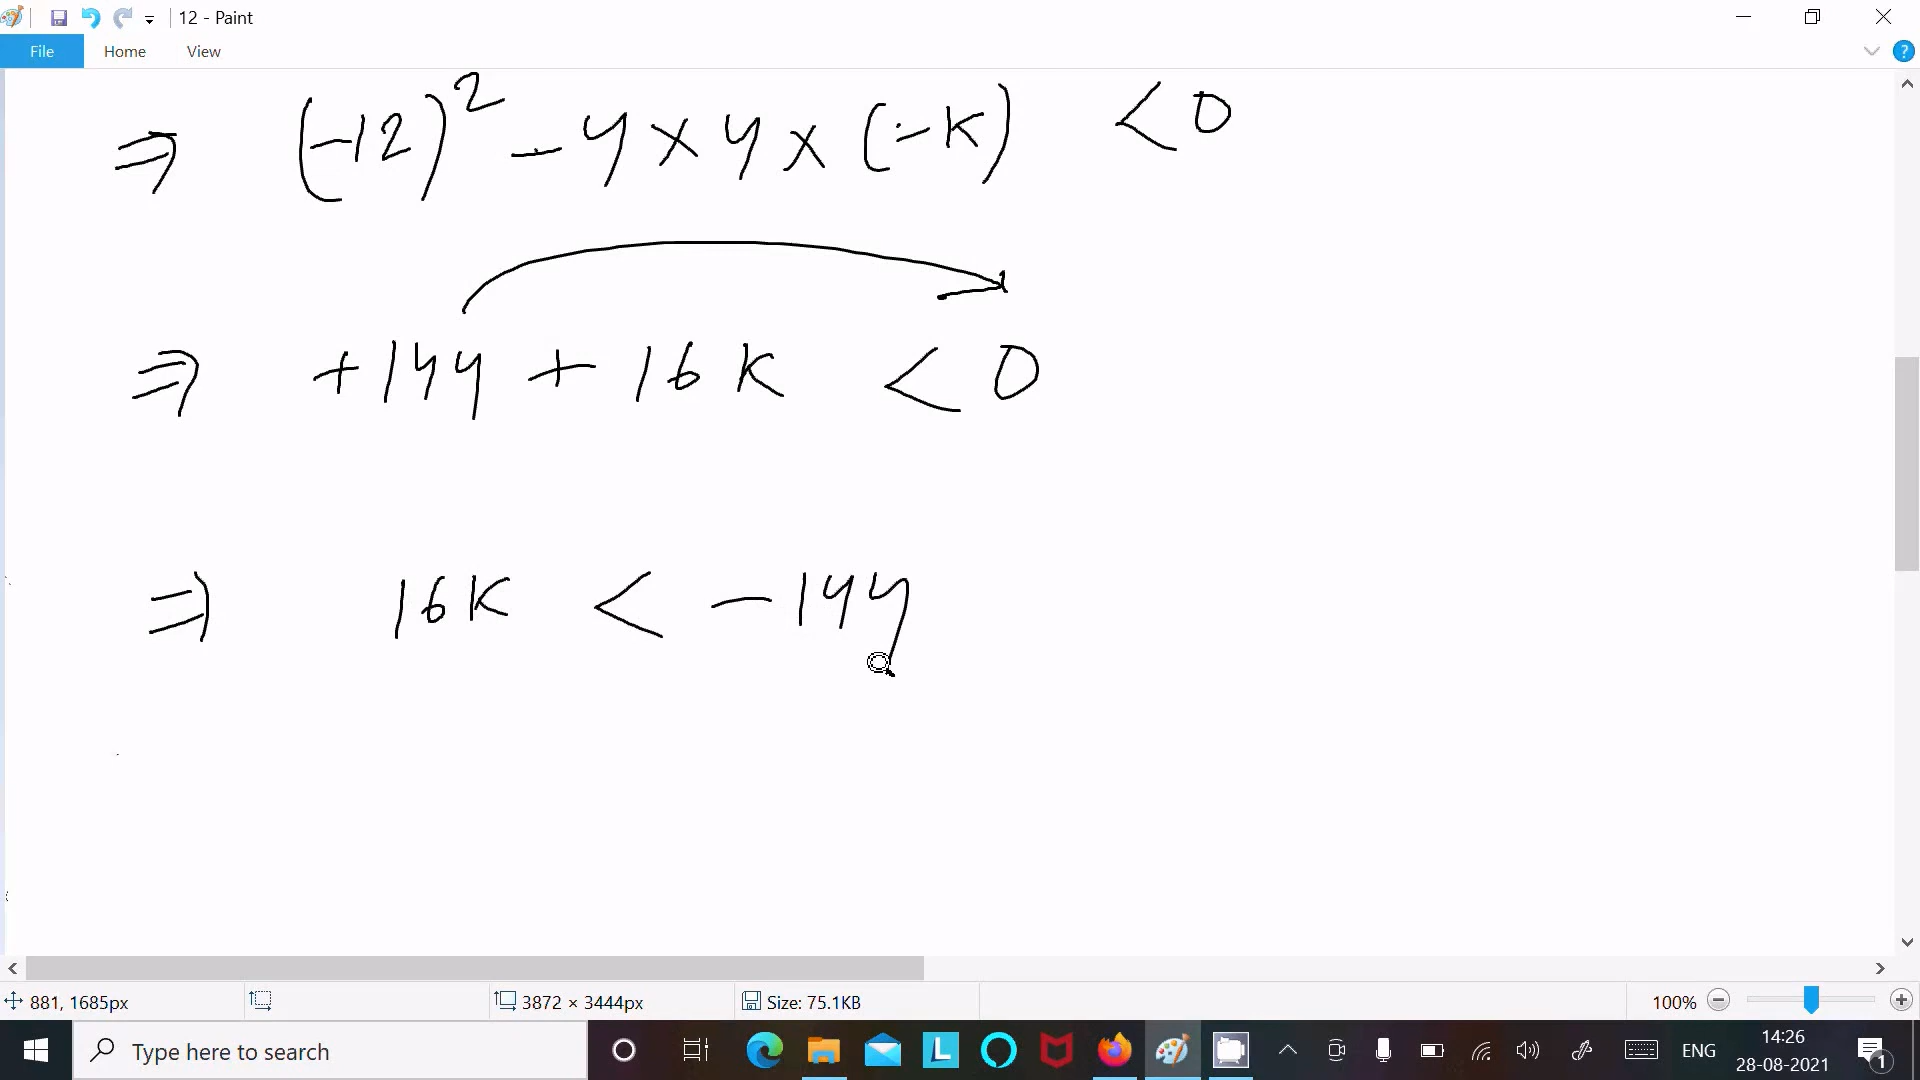 12 - Paint
File Home View
⇒ (-12)² - 4 × 4 × (-K) < 0
⇒ +144 + 16K < 0
⇒ 16K < -144
881, 1685px 3872 × 3444px Size: 75.1KB 100%
Type here to search L ENG 14:26
28-08-2021 1